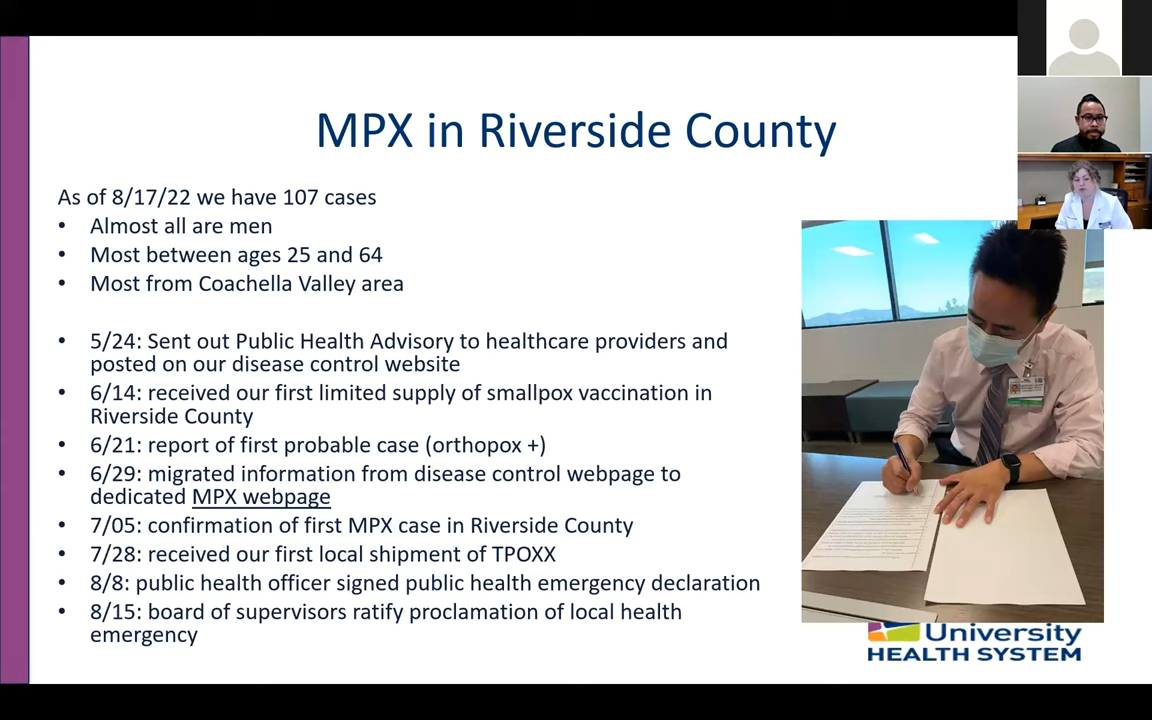 MPX in Riverside County
As of 8/17/22 we have 107 cases
• Almost all are men
• Most between ages 25 and 64
• Most from Coachella Valley area
• 5/24: Sent out Public Health Advisory to healthcare providers and
posted on our disease control website
• 6/14: received our first limited supply of smallpox vaccination in
Riverside County
• 6/21: report of first probable case (orthopox +)
• 6/29: migrated information from disease control webpage to
dedicated MPX webpage
• 7/05: confirmation of first MPX case in Riverside County
• 7/28: received our first local shipment of TPOXX
• 8/8: public health officer signed public health emergency declaration
• 8/15: board of supervisors ratify proclamation of local health
emergency
University
HEALTH SYSTEM